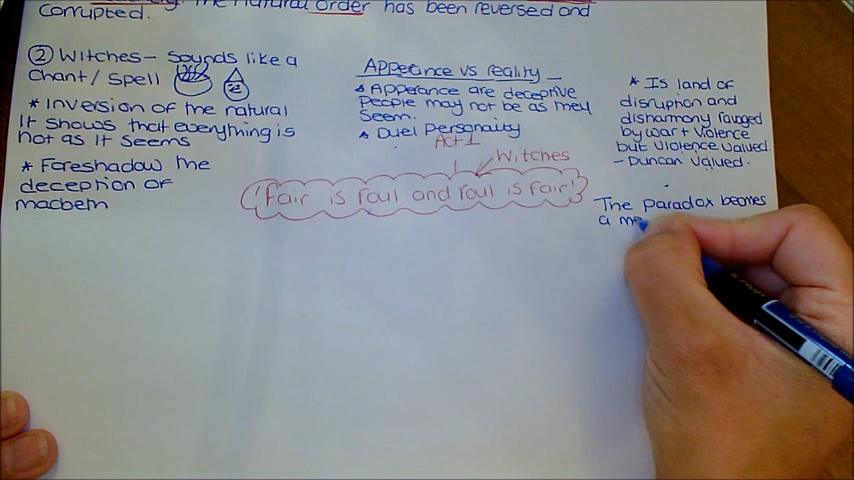 The natural order has been reversed and
corrupted.
② Witches- sounds like a
chant/spell
* Inversion of the natural
It shows that everything is
not as it seems
* Foreshadow the
deception of
macbeth
Apperance vs reality -
* Apperance are deceptive
People may not be as they
seem.
* Duel Personality
Act 1
Witches
'Fair is foul and foul is fair'
* Is land of
disruption and
disharmony ravaged
by war + violence
but violence valued.
- Duncan valued.
The paradox becomes
a me